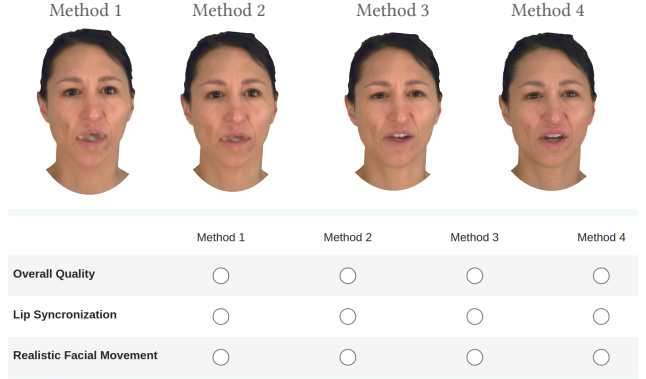 Method 1 Method 2 Method 3 Method 4
Method 1 Method 2 Method 3 Method 4
Overall Quality
Lip Syncronization
Realistic Facial Movement